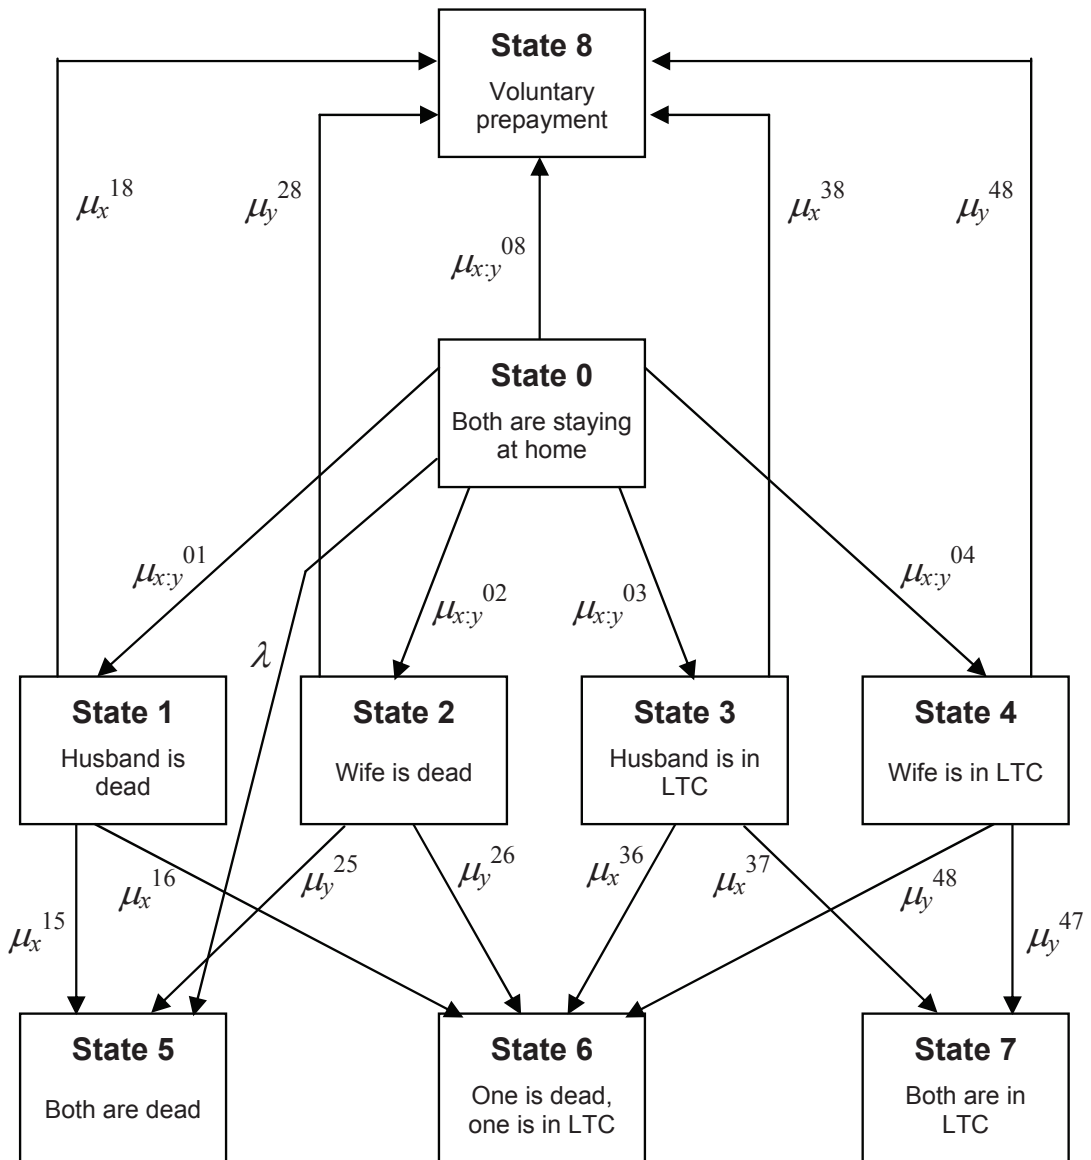 State 8
Voluntary
prepayment
μx18
μy28
μx38
μy48
μx:y08
State 0
Both are staying
at home
μx:y01
μx:y02
μx:y03
μx:y04
λ
State 1
Husband is
dead
State 2
Wife is dead
State 3
Husband is in
LTC
State 4
Wife is in LTC
μx15
μx16
μy25
μy26
μx36
μx37
μy48
μy47
State 5
Both are dead
State 6
One is dead,
one is in LTC
State 7
Both are in
LTC